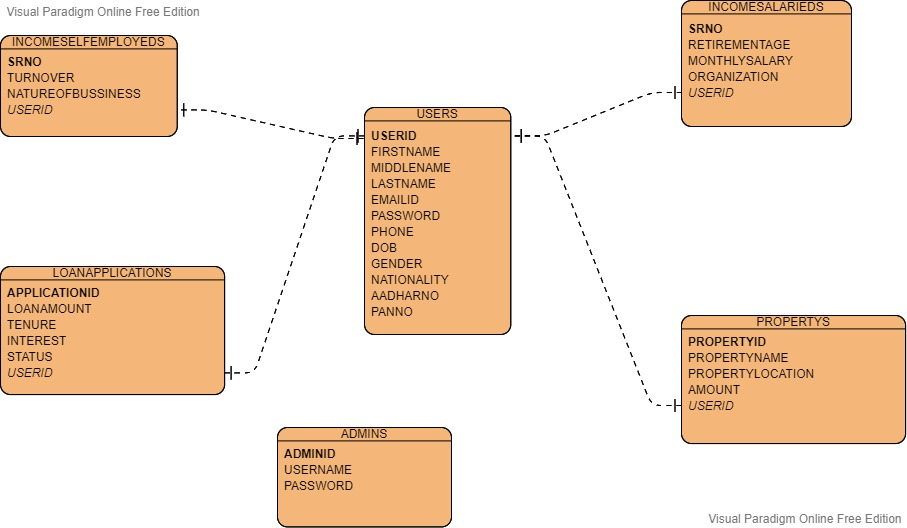 Visual Paradigm Online Free Edition
INCOMESELFEMPLOYEDS
SRNO
TURNOVER
NATUREOFBUSSINESS
USERID
INCOMESALARIEDS
SRNO
RETIREMENTAGE
MONTHLYSALARY
ORGANIZATION
USERID
USERS
USERID
FIRSTNAME
MIDDLENAME
LASTNAME
EMAILID
PASSWORD
PHONE
DOB
GENDER
NATIONALITY
AADHARNO
PANNO
LOANAPPLICATIONS
APPLICATIONID
LOANAMOUNT
TENURE
INTEREST
STATUS
USERID
PROPERTYS
PROPERTYID
PROPERTYNAME
PROPERTYLOCATION
AMOUNT
USERID
ADMINS
ADMINID
USERNAME
PASSWORD
Visual Paradigm Online Free Edition